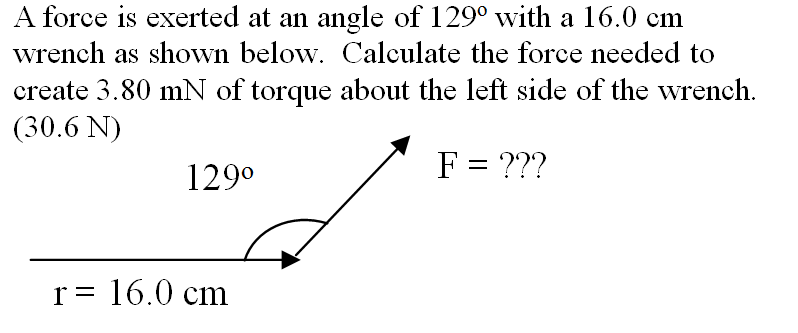 A force is exerted at an angle of 129º with a 16.0 cm
wrench as shown below.  Calculate the force needed to
create 3.80 mN of torque about the left side of the wrench.
(30.6 N)
129º
F = ???
r = 16.0 cm